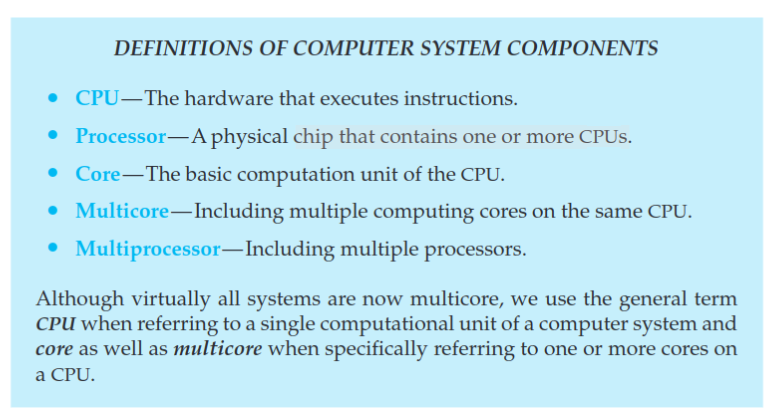 DEFINITIONS OF COMPUTER SYSTEM COMPONENTS
• CPU—The hardware that executes instructions.
• Processor—A physical chip that contains one or more CPUs.
• Core—The basic computation unit of the CPU.
• Multicore—Including multiple computing cores on the same CPU.
• Multiprocessor—Including multiple processors.
Although virtually all systems are now multicore, we use the general term
CPU when referring to a single computational unit of a computer system and
core as well as multicore when specifically referring to one or more cores on
a CPU.